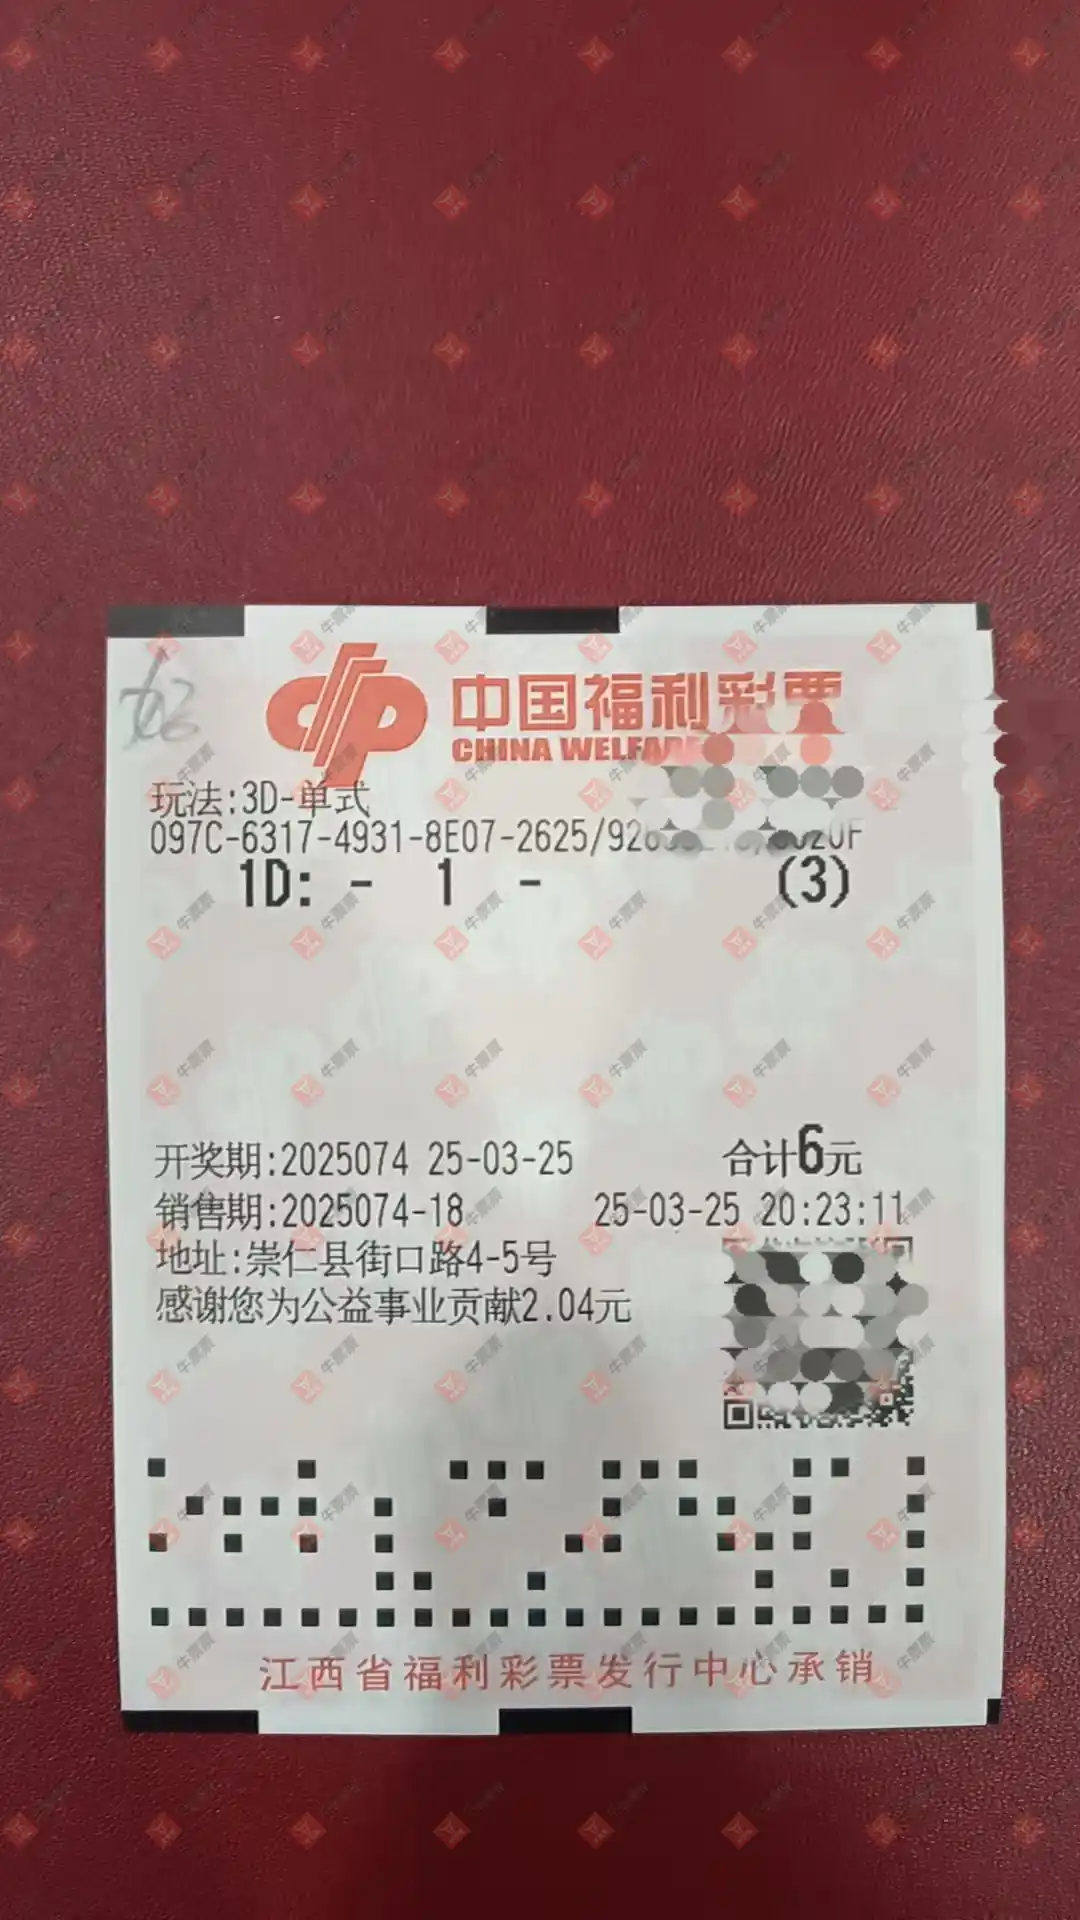 中国福利彩票
CHINA WELFARE
玩法:3D-单式
097C-6317-4931-8E07-2625/92
1D: - 1 - (3)
开奖期:2025074 25-03-25 合计6元
销售期:2025074-18 25-03-25 20:23:11
地址:崇仁县街口路4-5号
感谢您为公益事业贡献2.04元
江西省福利彩票发行中心承销
牛票票